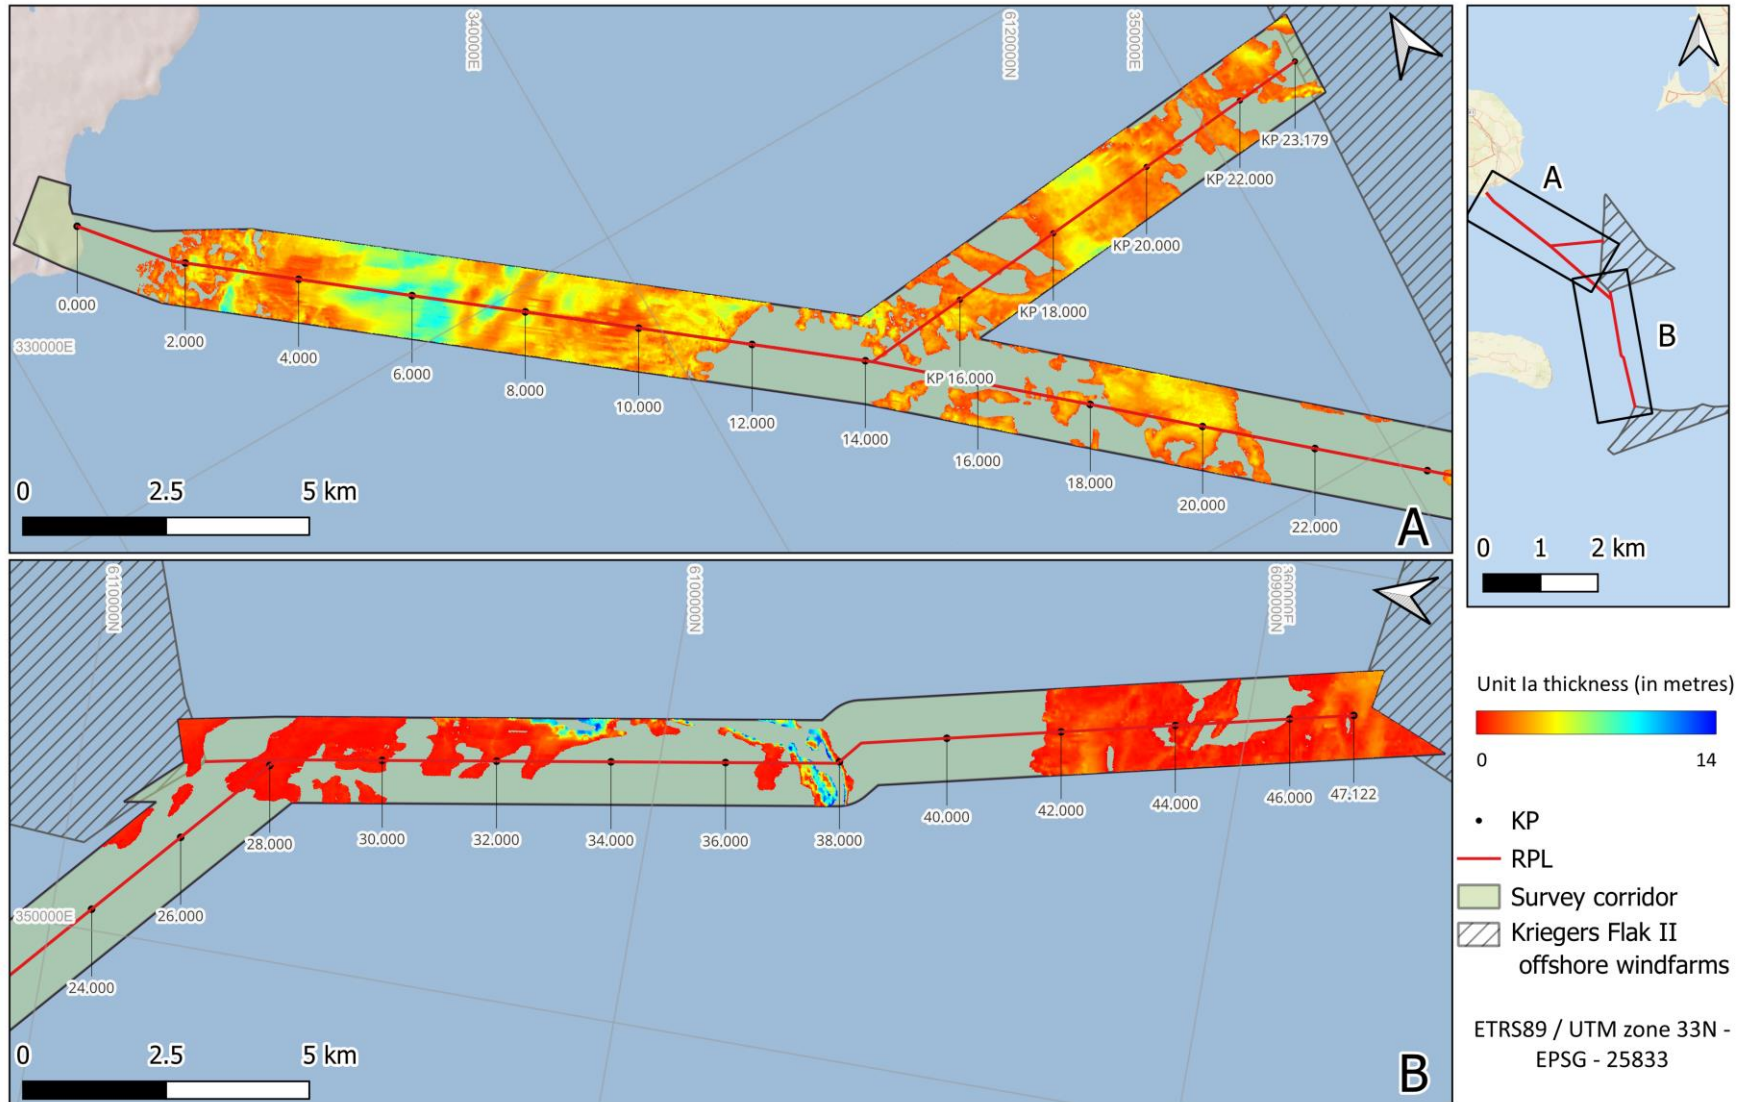 340000E
6120000N
350000E
KP 23.179
KP 22.000
KP 20.000
KP 18.000
KP 16.000
0.000
2.000
4.000
6.000
8.000
10.000
12.000
14.000
16.000
18.000
20.000
22.000
330000E
0 2.5 5 km
A
A
B
0 1 2 km
6110000N
6100000N
6090000N
350000E
24.000
26.000
28.000
30.000
32.000
34.000
36.000
38.000
40.000
42.000
44.000
46.000
47.122
0 2.5 5 km
B
Unit Ia thickness (in metres)
0 14
KP
RPL
Survey corridor
Kriegers Flak II
offshore windfarms
ETRS89 / UTM zone 33N -
EPSG - 25833